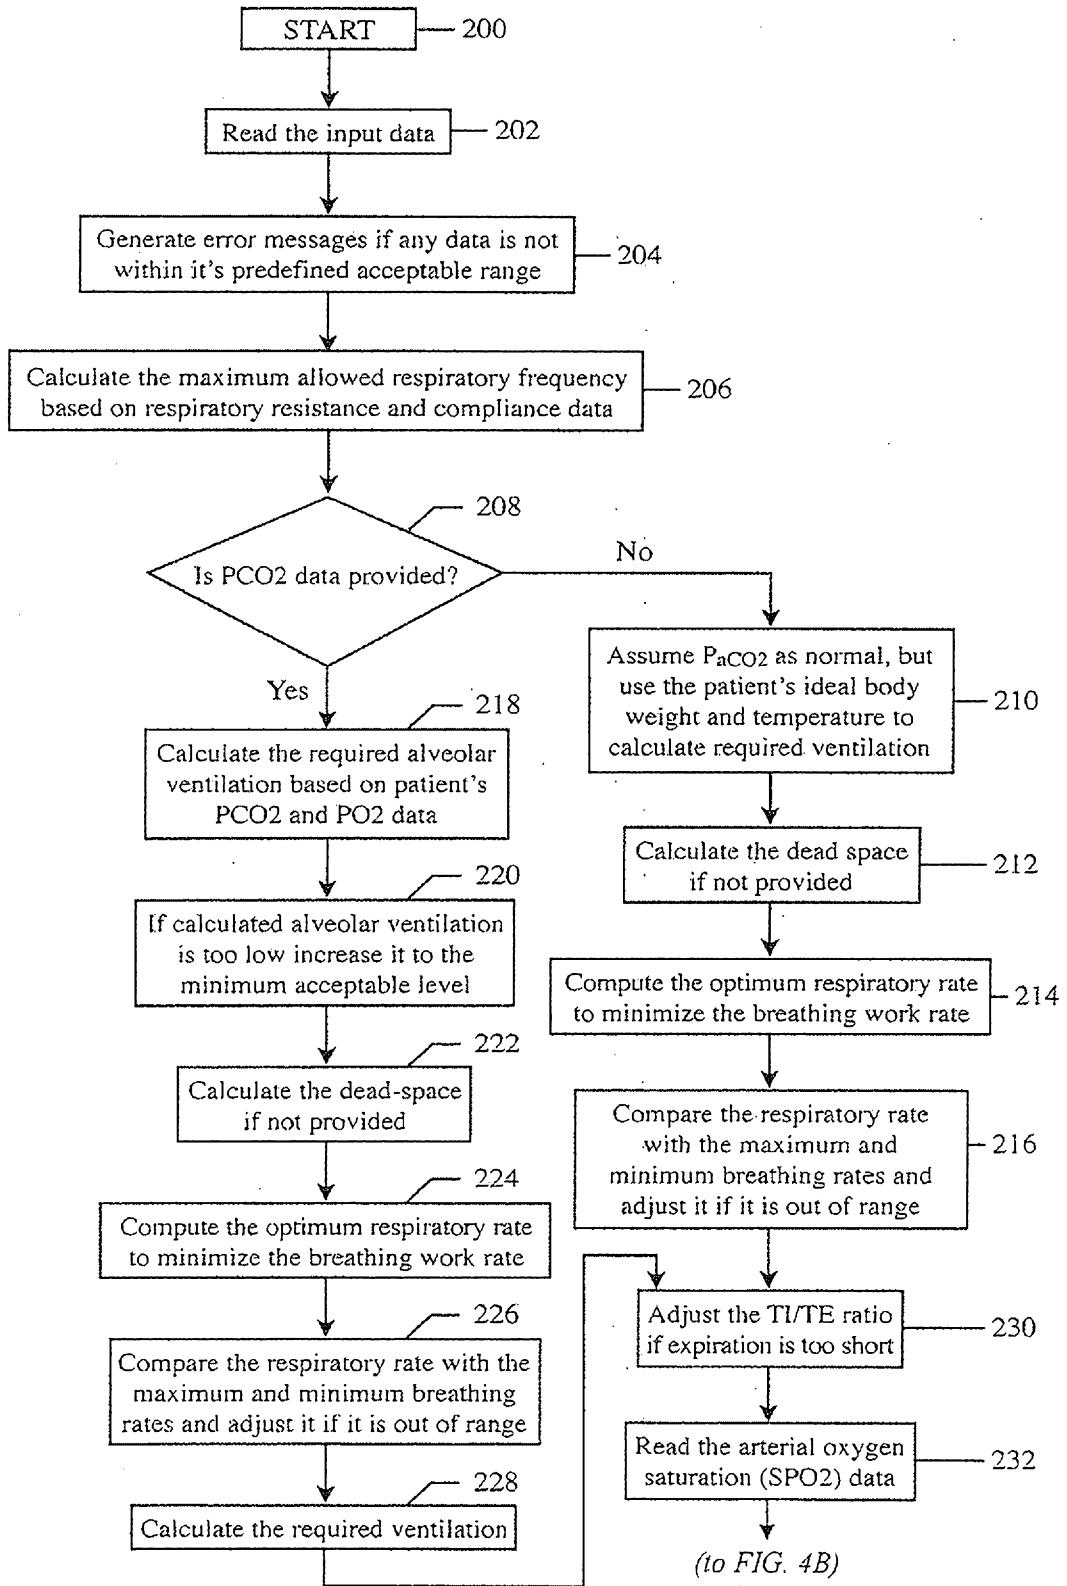 START
200
Read the input data
202
Generate error messages if any data is not
within it's predefined acceptable range
204
Calculate the maximum allowed respiratory frequency
based on respiratory resistance and compliance data
206
208
Is PCO2 data provided?
No
Yes
Assume PaCO2 as normal, but
use the patient's ideal body
weight and temperature to
calculate required ventilation
210
Calculate the dead space
if not provided
212
Compute the optimum respiratory rate
to minimize the breathing work rate
214
Compare the respiratory rate
with the maximum and
minimum breathing rates and
adjust it if it is out of range
216
218
Calculate the required alveolar
ventilation based on patient's
PCO2 and PO2 data
220
If calculated alveolar ventilation
is too low increase it to the
minimum acceptable level
222
Calculate the dead-space
if not provided
224
Compute the optimum respiratory rate
to minimize the breathing work rate
226
Compare the respiratory rate with the
maximum and minimum breathing
rates and adjust it if it is out of range
228
Calculate the required ventilation
Adjust the TI/TE ratio
if expiration is too short
230
Read the arterial oxygen
saturation (SPO2) data
232
(to FIG. 4B)